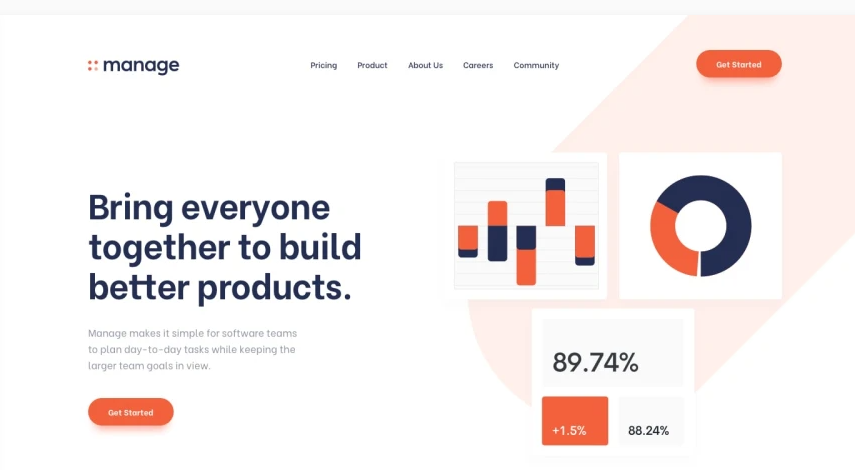 manage
Pricing
Product
About Us
Careers
Community
Get Started
Bring everyone
together to build
better products.
Manage makes it simple for software teams
to plan day-to-day tasks while keeping the
larger team goals in view.
Get Started
89.74%
+1.5%
88.24%